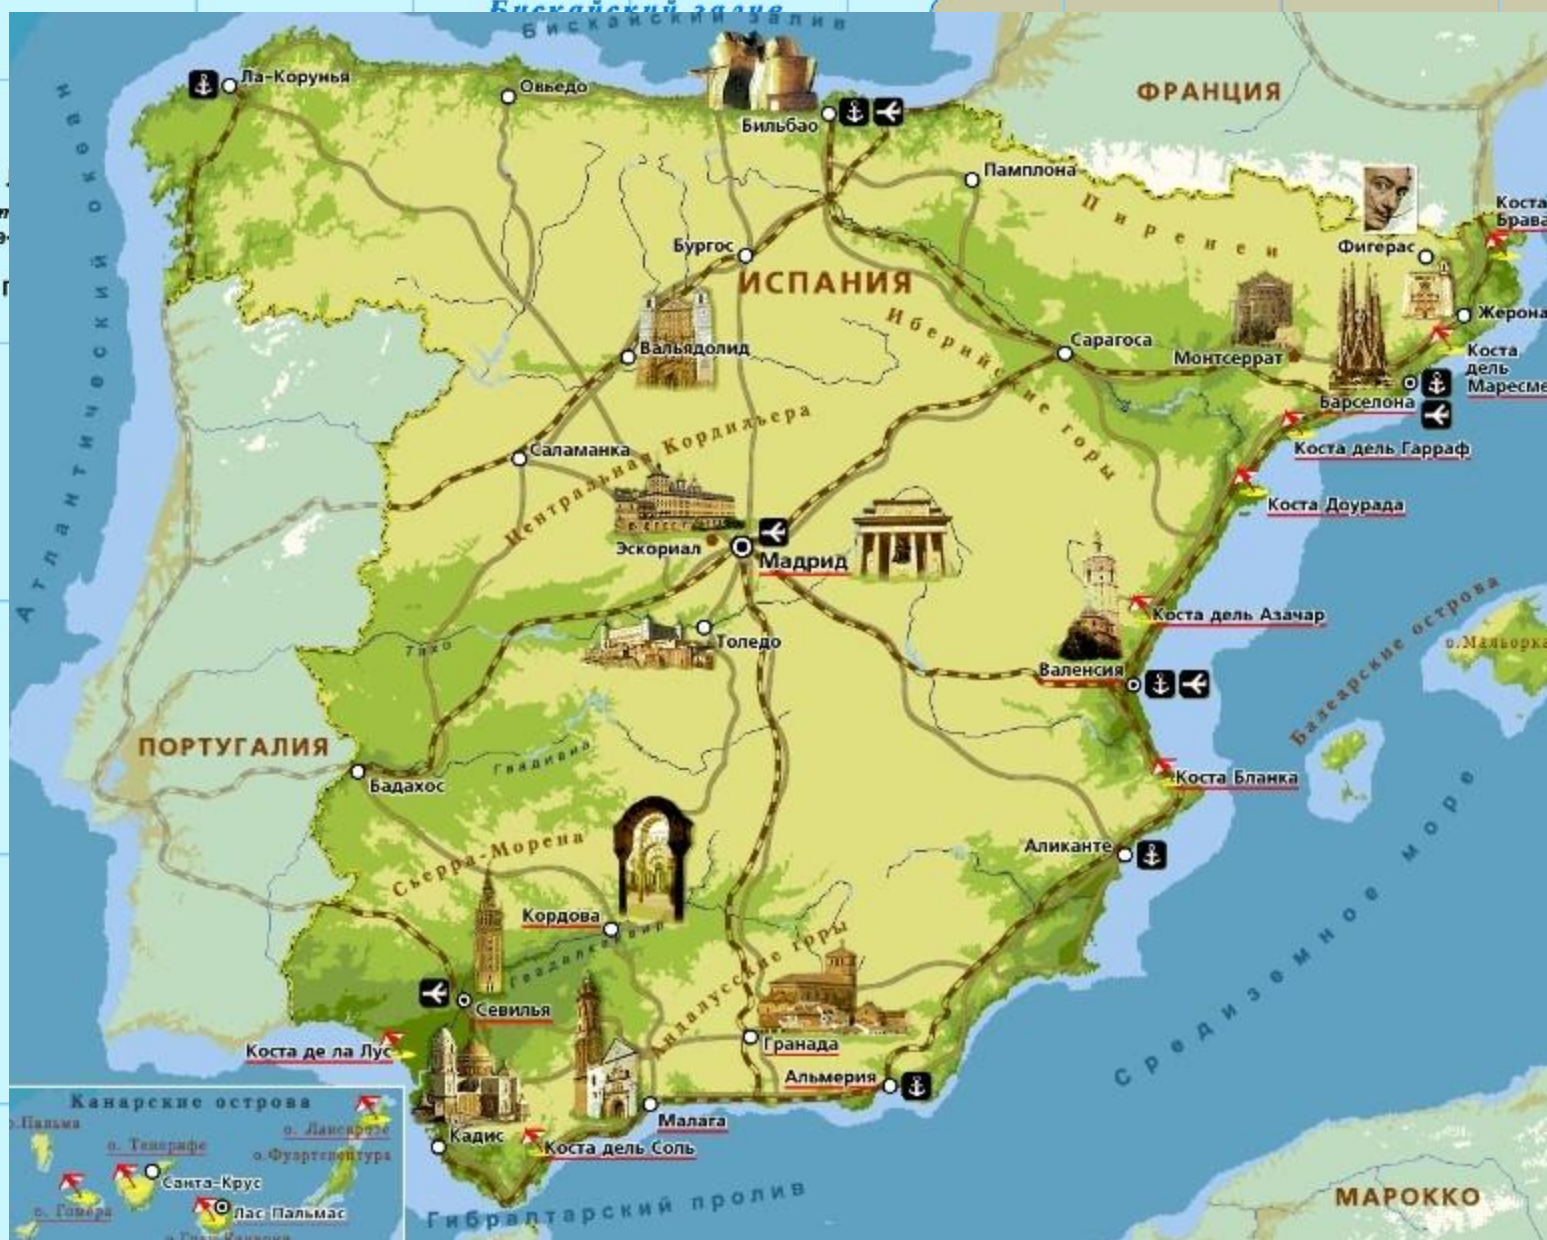 Бискайский залив
Бискайский залив
Атлантический океан
Ла-Корунья
Овьедо
Бильбао
ФРАНЦИЯ
Памплона
Пиренеи
Коста
Брава
Фигерас
Бургос
ИСПАНИЯ
Жерона
Иберийские горы
Сарагоса
Монтсеррат
Коста
дель
Маресме
Вальядолид
Барселона
Центральная Кордильера
Саламанка
Коста дель Гарраф
Коста Доурада
Эскориал
Мадрид
Коста дель Азачар
Балеарские острова
о.Мальорка
Толедо
Тахо
Валенсия
ПОРТУГАЛИЯ
Гвадиана
Бадахос
Коста Бланка
Сьерра-Морена
Аликанте
Средиземное море
Кордова
Гвадалквивир
Андалусские горы
Севилья
Гранада
Коста де ла Лус
Альмерия
Малага
Кадис
Коста дель Соль
Гибралтарский пролив
МАРОККО
Канарские острова
о.Пальма
о. Тенерифе
о. Лансароте
о.Фуэртевентура
Санта-Крус
о. Гомера
Лас Пальмас